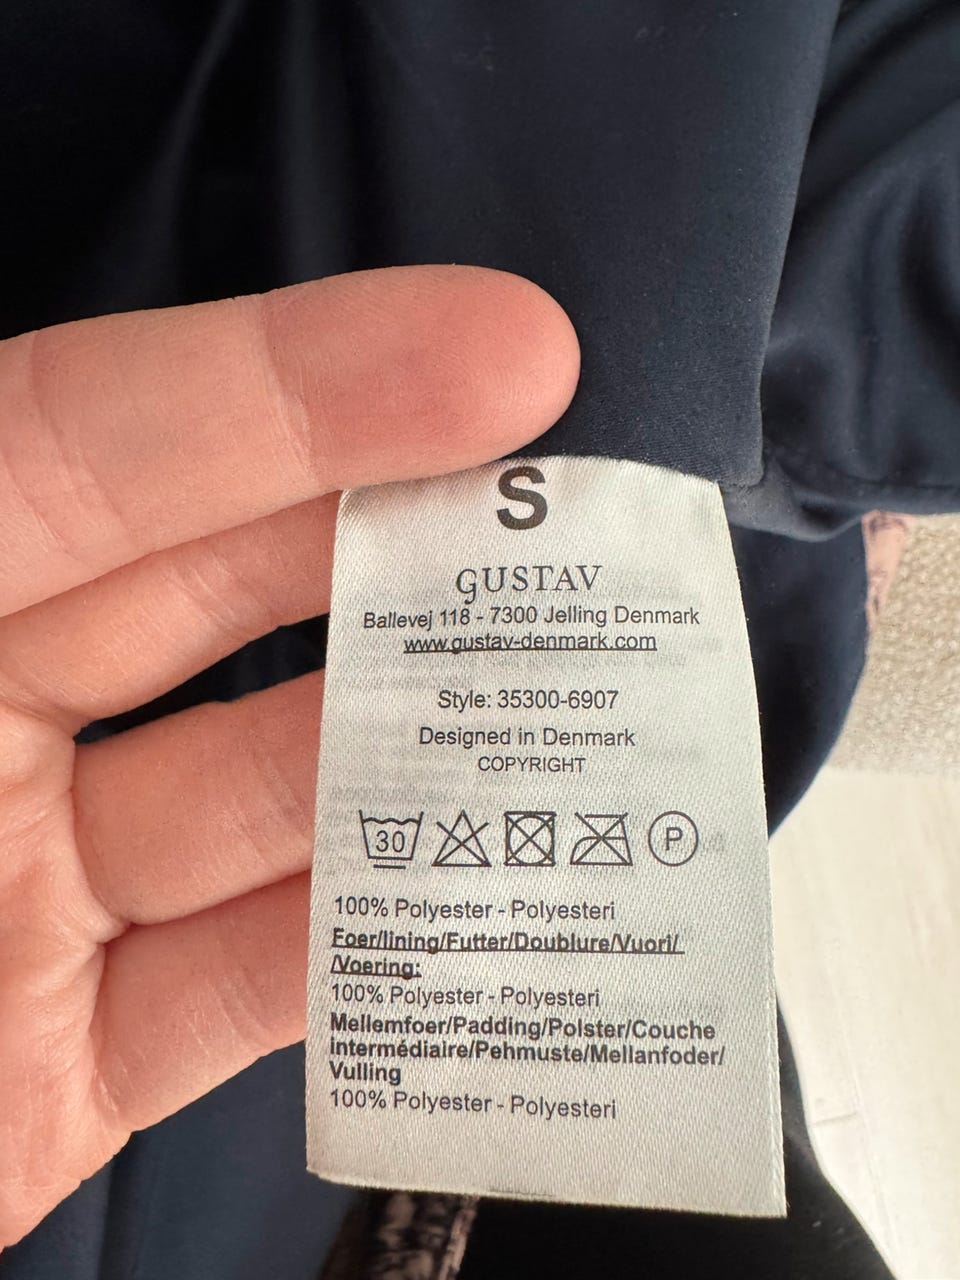 S
GUSTAV
Ballevej 118 - 7300 Jelling Denmark
www.gustav-denmark.com
Style: 35300-6907
Designed in Denmark
COPYRIGHT
30 P
100% Polyester - Polyesteri
Foer/lining/Futter/Doublure/Vuori/
/Voering:
100% Polyester - Polyesteri
Mellemfoer/Padding/Polster/Couche
intermédiaire/Pehmuste/Mellanfoder/
Vulling
100% Polyester - Polyesteri